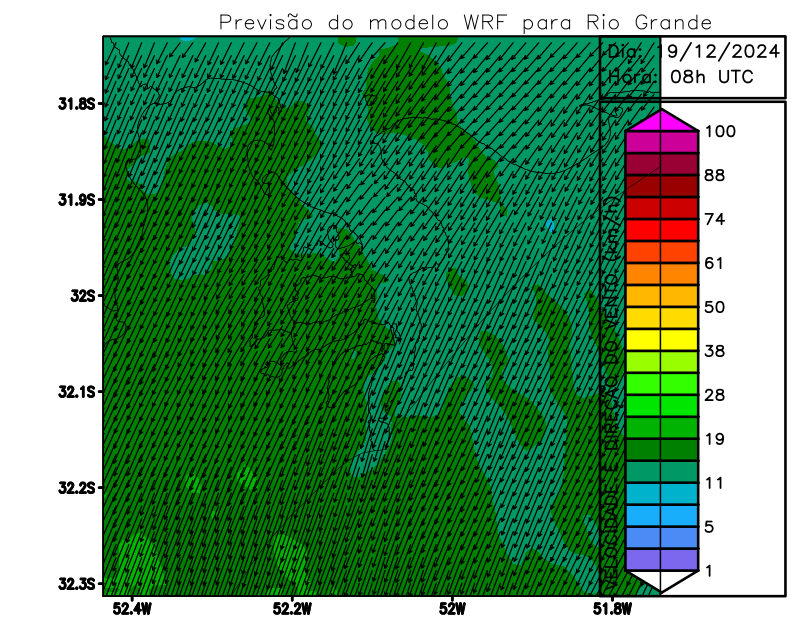 Previsão do modelo WRF para Rio Grande
Dia: 19/12/2024
Hora: 08h UTC
31.8S
31.9S
32S
32.1S
32.2S
32.3S
52.4W
52.2W
52W
51.8W
VELOCIDADE E DIREÇÃO DO VENTO (km/h)
100
88
74
61
50
38
28
19
11
5
1